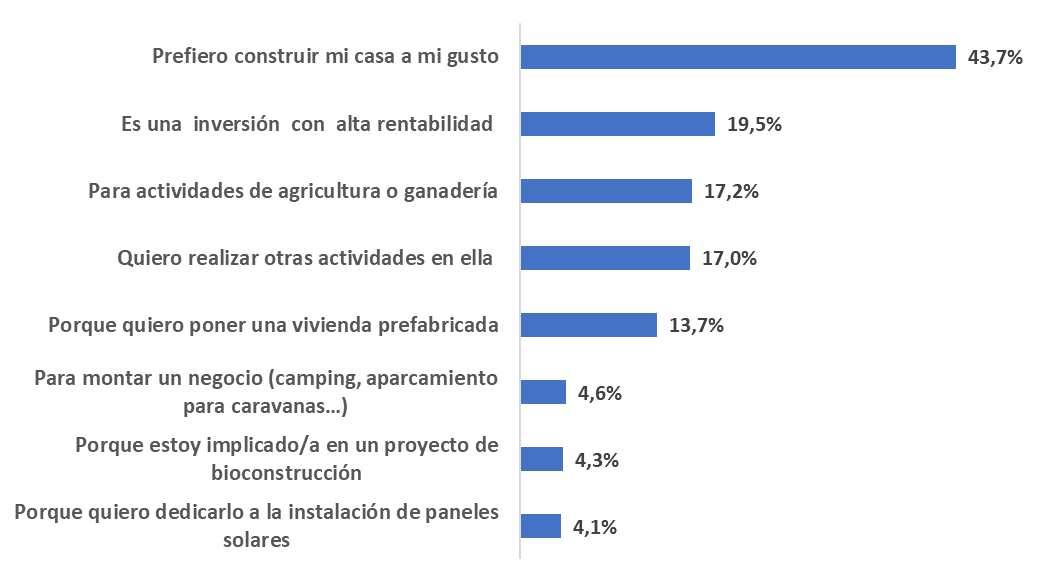 Prefiero construir mi casa a mi gusto 43,7%
Es una inversión con alta rentabilidad 19,5%
Para actividades de agricultura o ganadería 17,2%
Quiero realizar otras actividades en ella 17,0%
Porque quiero poner una vivienda prefabricada 13,7%
Para montar un negocio (camping, aparcamiento
para caravanas...) 4,6%
Porque estoy implicado/a en un proyecto de
bioconstrucción 4,3%
Porque quiero dedicarlo a la instalación de paneles
solares 4,1%